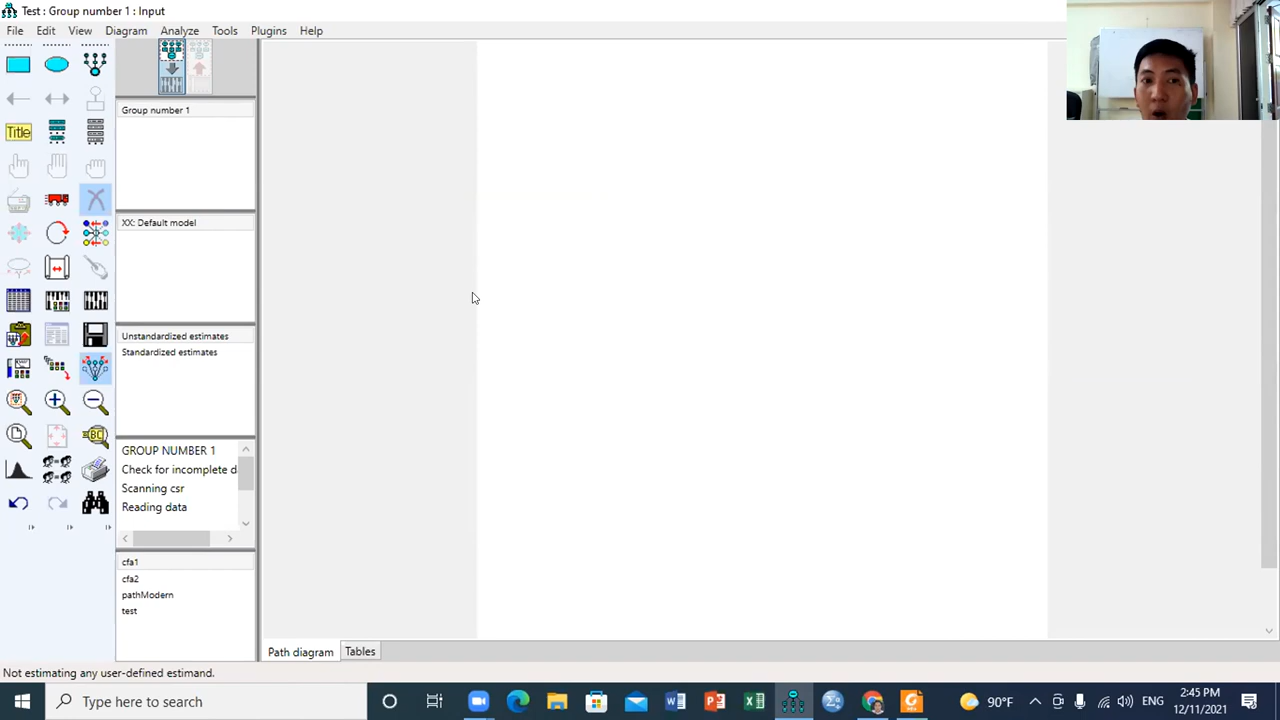 Test : Group number 1 : Input
File Edit View Diagram Analyze Tools Plugins Help
Title
Group number 1
XX: Default model
Unstandardized estimates
Standardized estimates
GROUP NUMBER 1
Check for incomplete d
Scanning csr
Reading data
cfa1
cfa2
pathModern
test
Path diagram Tables
Not estimating any user-defined estimand.
Type here to search
90°F
ENG
2:45 PM
12/11/2021